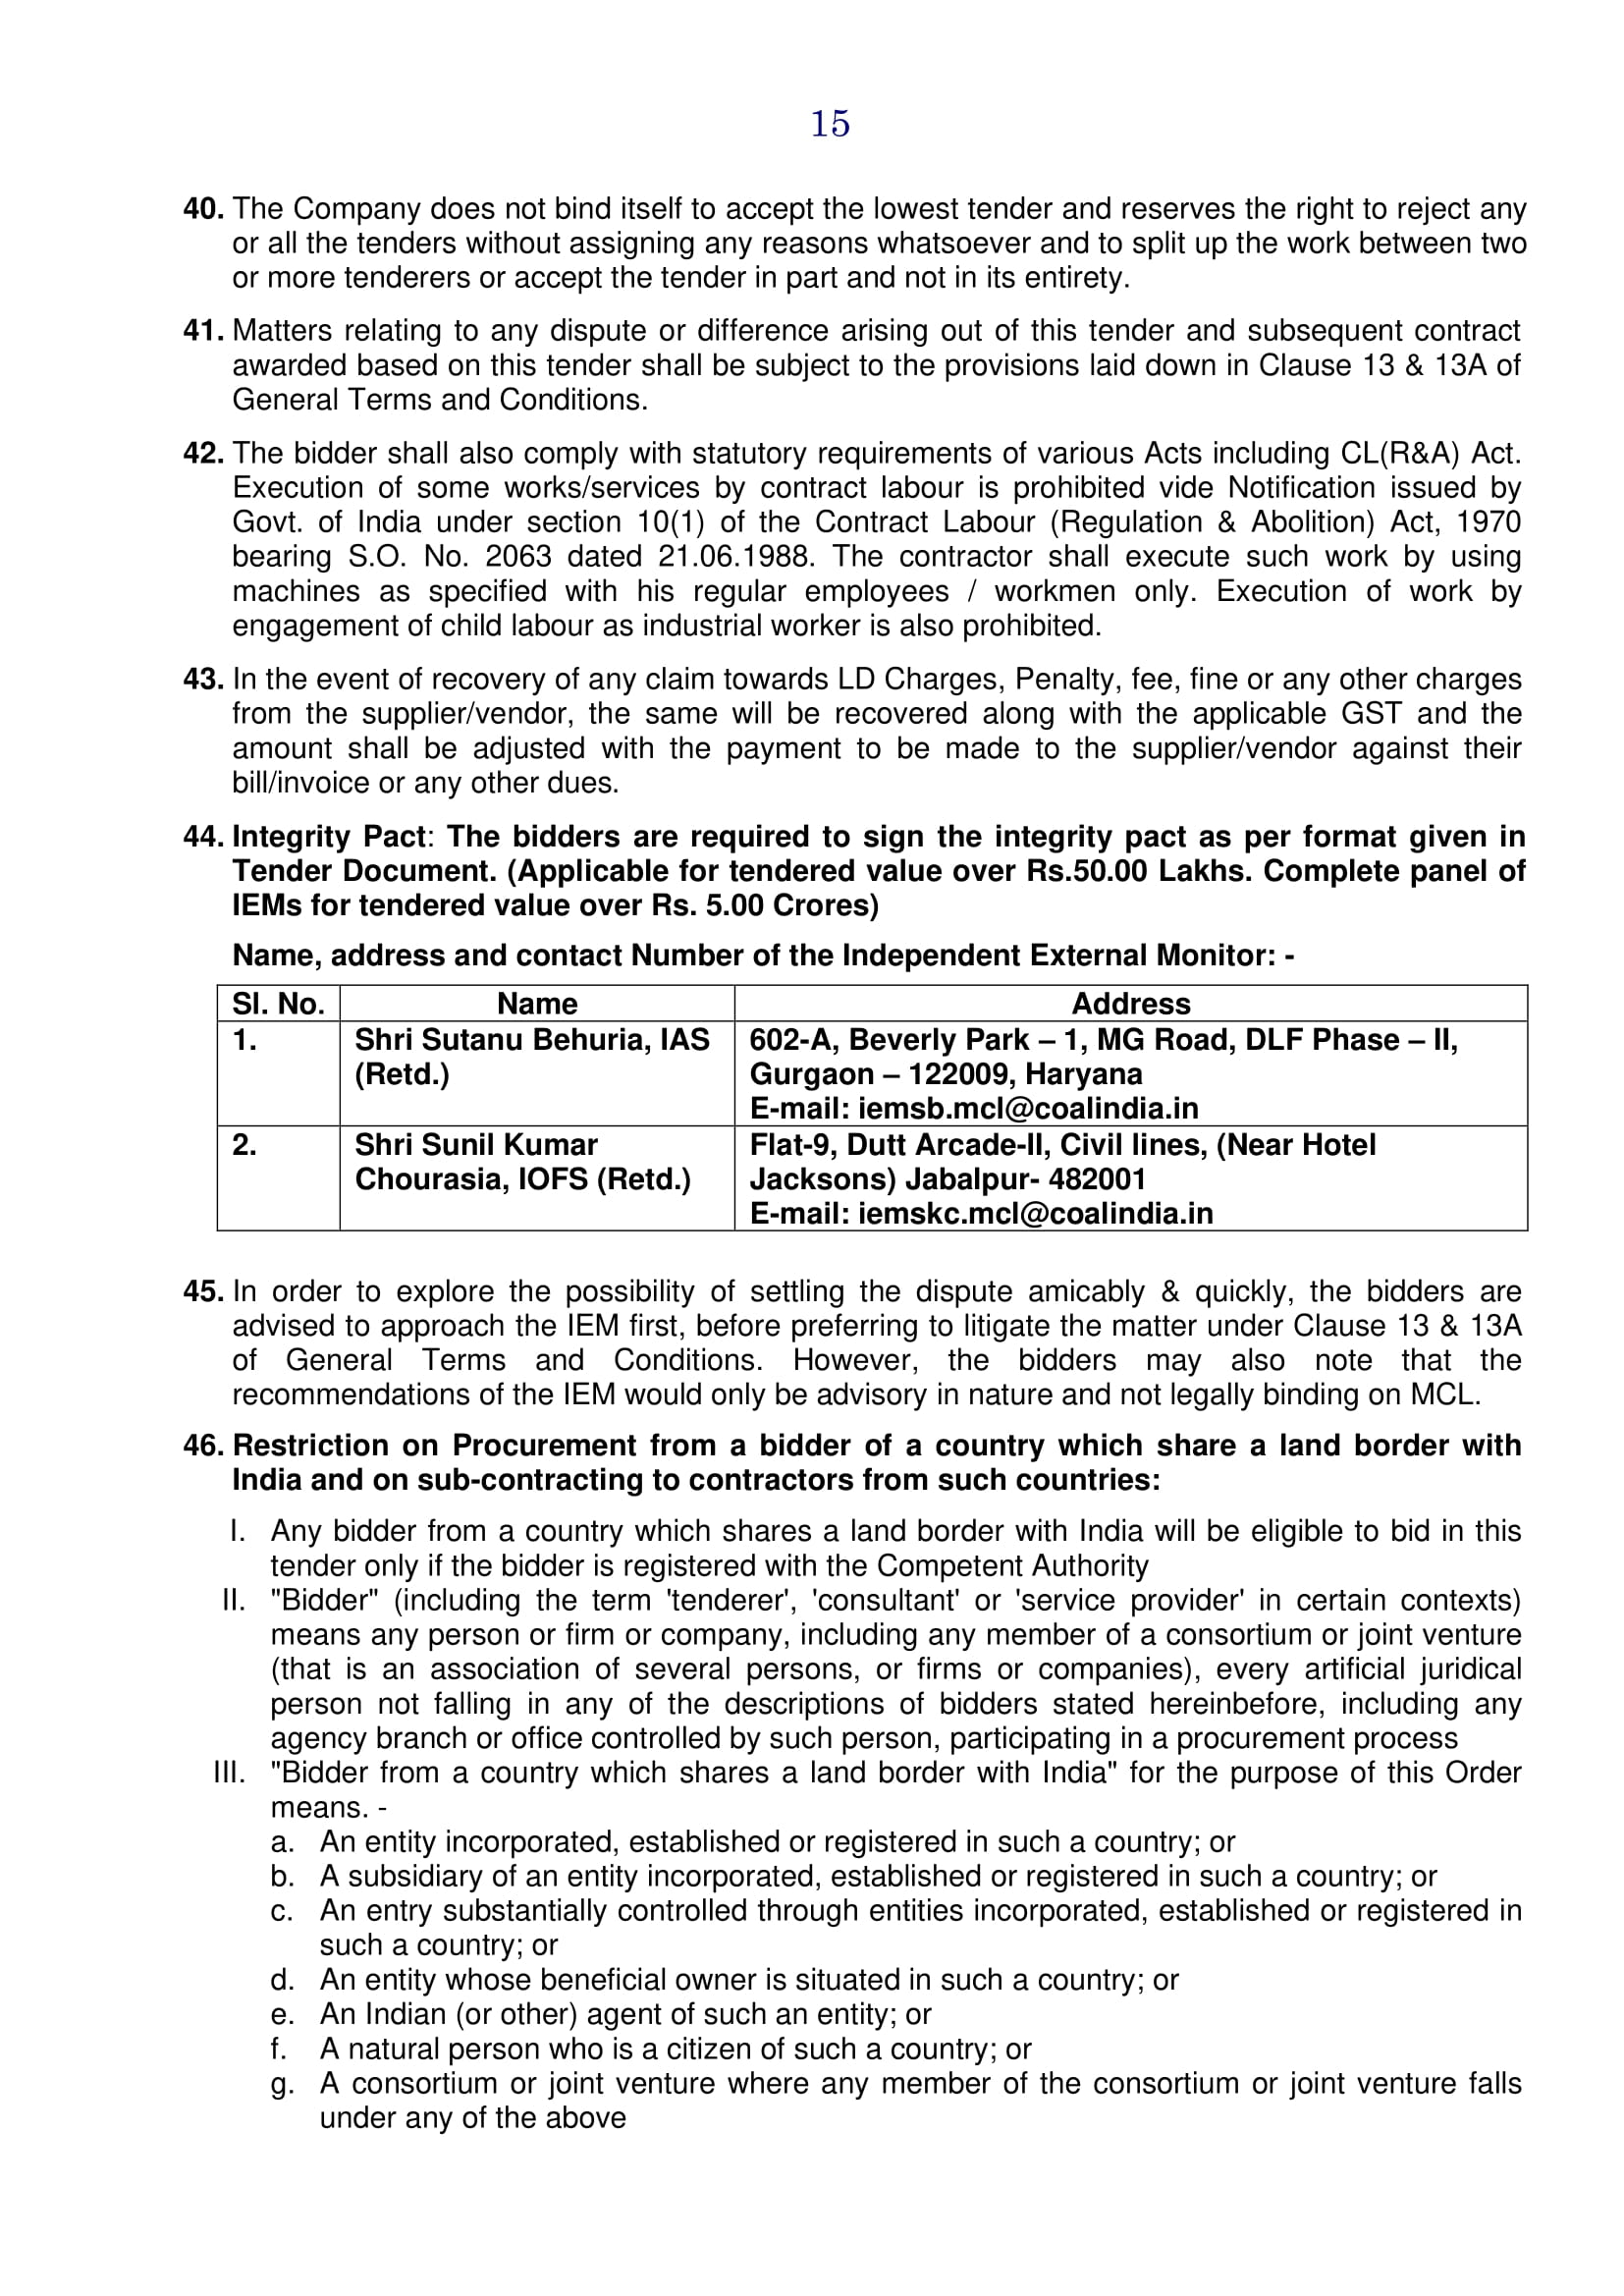 15
40. The Company does not bind itself to accept the lowest tender and reserves the right to reject any
or all the tenders without assigning any reasons whatsoever and to split up the work between two
or more tenderers or accept the tender in part and not in its entirety.
41. Matters relating to any dispute or difference arising out of this tender and subsequent contract
awarded based on this tender shall be subject to the provisions laid down in Clause 13 & 13A of
General Terms and Conditions.
42. The bidder shall also comply with statutory requirements of various Acts including CL(R&A) Act.
Execution of some works/services by contract labour is prohibited vide Notification issued by
Govt. of India under section 10(1) of the Contract Labour (Regulation & Abolition) Act, 1970
bearing S.O. No. 2063 dated 21.06.1988. The contractor shall execute such work by using
machines as specified with his regular employees / workmen only. Execution of work by
engagement of child labour as industrial worker is also prohibited.
43. In the event of recovery of any claim towards LD Charges, Penalty, fee, fine or any other charges
from the supplier/vendor, the same will be recovered along with the applicable GST and the
amount shall be adjusted with the payment to be made to the supplier/vendor against their
bill/invoice or any other dues.
44. Integrity Pact: The bidders are required to sign the integrity pact as per format given in
Tender Document. (Applicable for tendered value over Rs.50.00 Lakhs. Complete panel of
IEMs for tendered value over Rs. 5.00 Crores)
Name, address and contact Number of the Independent External Monitor: -
Sl. No. Name Address
1. Shri Sutanu Behuria, IAS 602-A, Beverly Park – 1, MG Road, DLF Phase – II,
(Retd.) Gurgaon – 122009, Haryana
E-mail: iemsb.mcl@coalindia.in
2. Shri Sunil Kumar Flat-9, Dutt Arcade-II, Civil lines, (Near Hotel
Chourasia, IOFS (Retd.) Jacksons) Jabalpur- 482001
E-mail: iemskc.mcl@coalindia.in
45. In order to explore the possibility of settling the dispute amicably & quickly, the bidders are
advised to approach the IEM first, before preferring to litigate the matter under Clause 13 & 13A
of General Terms and Conditions. However, the bidders may also note that the
recommendations of the IEM would only be advisory in nature and not legally binding on MCL.
46. Restriction on Procurement from a bidder of a country which share a land border with
India and on sub-contracting to contractors from such countries:
I. Any bidder from a country which shares a land border with India will be eligible to bid in this
tender only if the bidder is registered with the Competent Authority
II. "Bidder" (including the term 'tenderer', 'consultant' or 'service provider' in certain contexts)
means any person or firm or company, including any member of a consortium or joint venture
(that is an association of several persons, or firms or companies), every artificial juridical
person not falling in any of the descriptions of bidders stated hereinbefore, including any
agency branch or office controlled by such person, participating in a procurement process
III. "Bidder from a country which shares a land border with India" for the purpose of this Order
means. -
a. An entity incorporated, established or registered in such a country; or
b. A subsidiary of an entity incorporated, established or registered in such a country; or
c. An entry substantially controlled through entities incorporated, established or registered in
such a country; or
d. An entity whose beneficial owner is situated in such a country; or
e. An Indian (or other) agent of such an entity; or
f. A natural person who is a citizen of such a country; or
g. A consortium or joint venture where any member of the consortium or joint venture falls
under any of the above